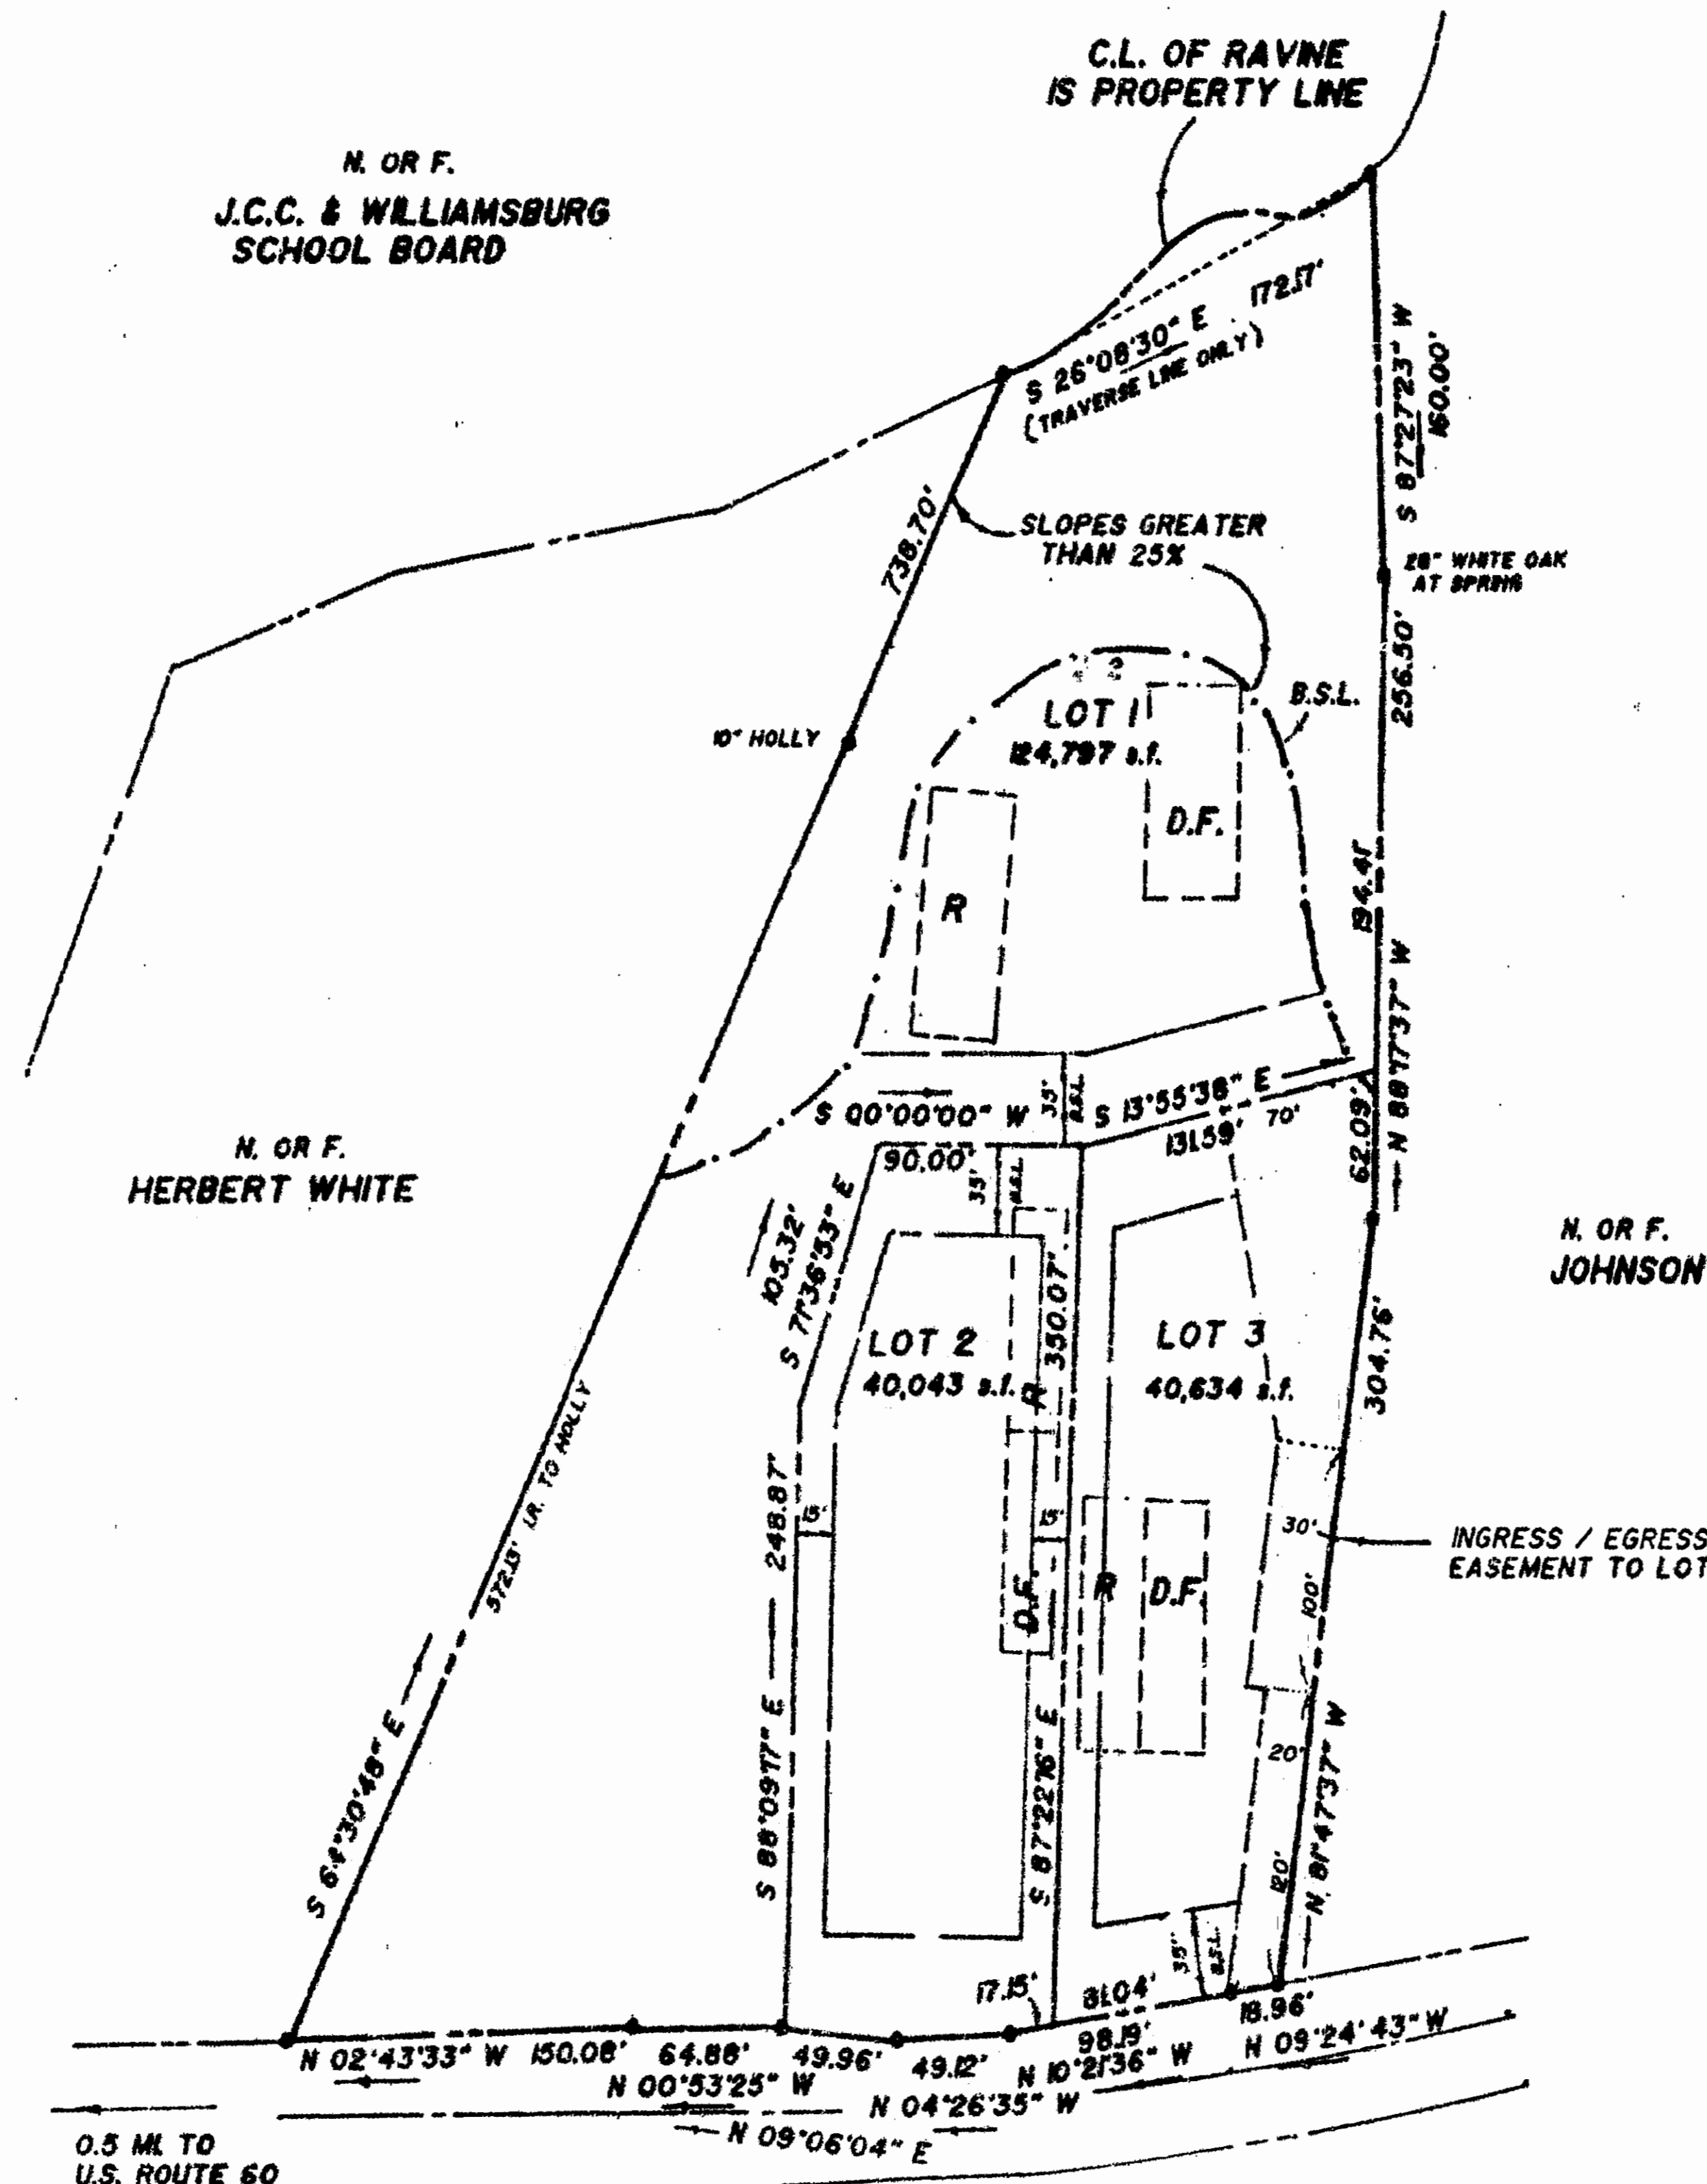 C.L. OF RAVINE
IS PROPERTY LINE
N. OR F.
J.C.C. & WILLIAMSBURG
SCHOOL BOARD
172.17'
S 26°08'30" E
(TRAVERSE LINE ONLY)
S 87°27'23" W
160.00'
738.70'
SLOPES GREATER
THAN 25%
28" WHITE OAK
AT SPRING
256.50'
B.S.L.
LOT 1
124,797 s.f.
10" HOLLY
D.F.
R
194.41'
N 88°17'37" W
S 00°00'00" W
35'
B.S.L.
S 13°55'38" E
70'
131.59'
62.09'
90.00'
35'
B.S.L.
N. OR F.
HERBERT WHITE
105.32'
S 71°36'53" E
N. OR F.
JOHNSON
350.07'
LOT 2
40,043 s.f.
R
LOT 3
40,634 s.f.
304.76'
572.13' LR. TO HOLLY
248.87'
15'
15'
30'
INGRESS / EGRESS
EASEMENT TO LOT
D.F.
R
D.F.
100'
S 88°09'17" E
S 87°22'16" E
20'
N 81°47'37" W
S 64°30'48" E
120'
35'
B.S.L.
17.15'
81.04'
18.96'
98.19'
N 02°43'33" W
150.08'
64.88'
49.96'
49.12'
N 10°21'36" W
N 09°24'43" W
N 00°53'25" W
N 04°26'35" W
N 09°06'04" E
0.5 MI. TO
U.S. ROUTE 60